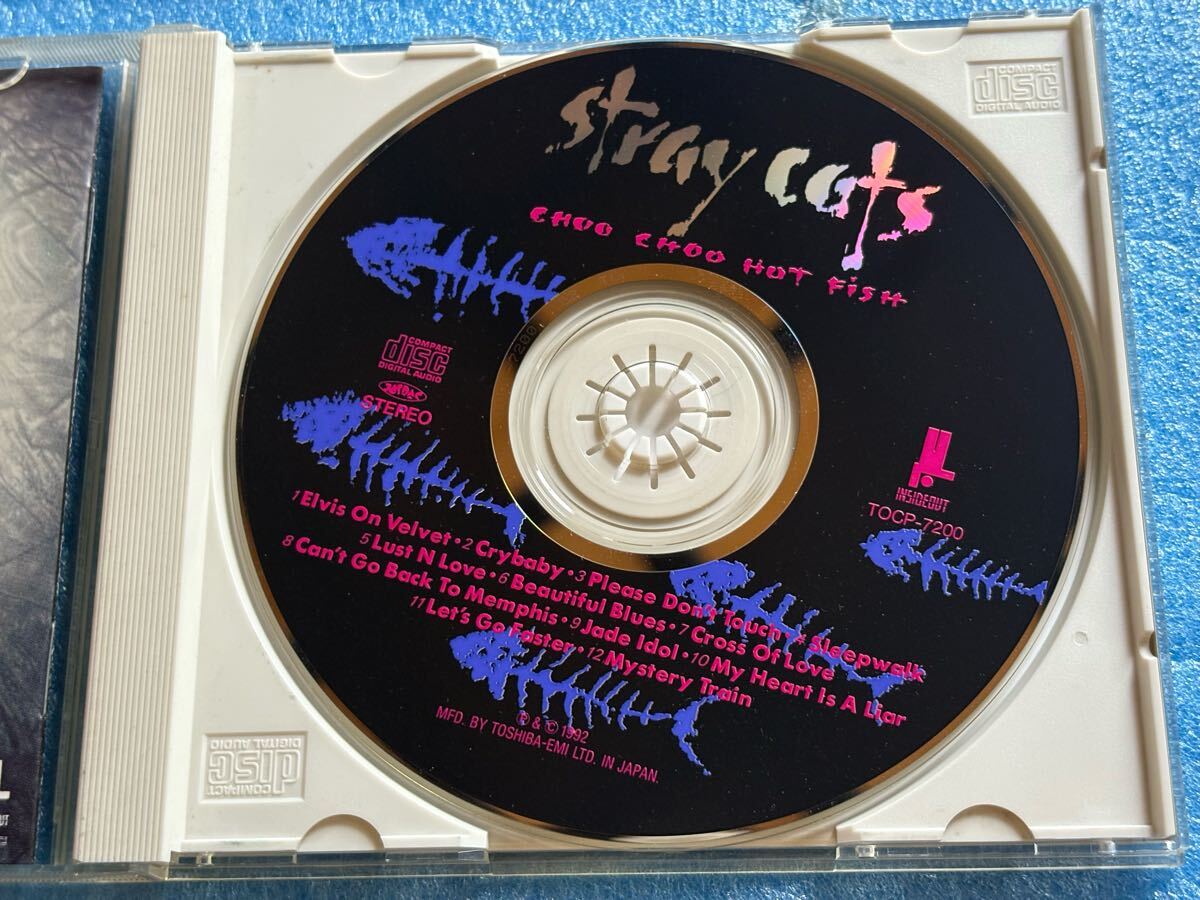 stray cats
CHOO CHOO HOT FISH
COMPACT
disc
DIGITAL AUDIO
STEREO
INSIDEOUT
TOCP-7200
1 Elvis On Velvet • 2 Crybaby • 3 Please Don't Touch • 4 Sleepwalk
5 Lust N Love • 6 Beautiful Blues • 7 Cross Of Love
8 Can't Go Back To Memphis • 9 Jade Idol • 10 My Heart Is A Liar
11 Let's Go Faster • 12 Mystery Train
Ⓟ & © 1992
MFD. BY TOSHIBA-EMI LTD. IN JAPAN.
COMPACT
disc
DIGITAL AUDIO
COMPACT
disc
DIGITAL AUDIO